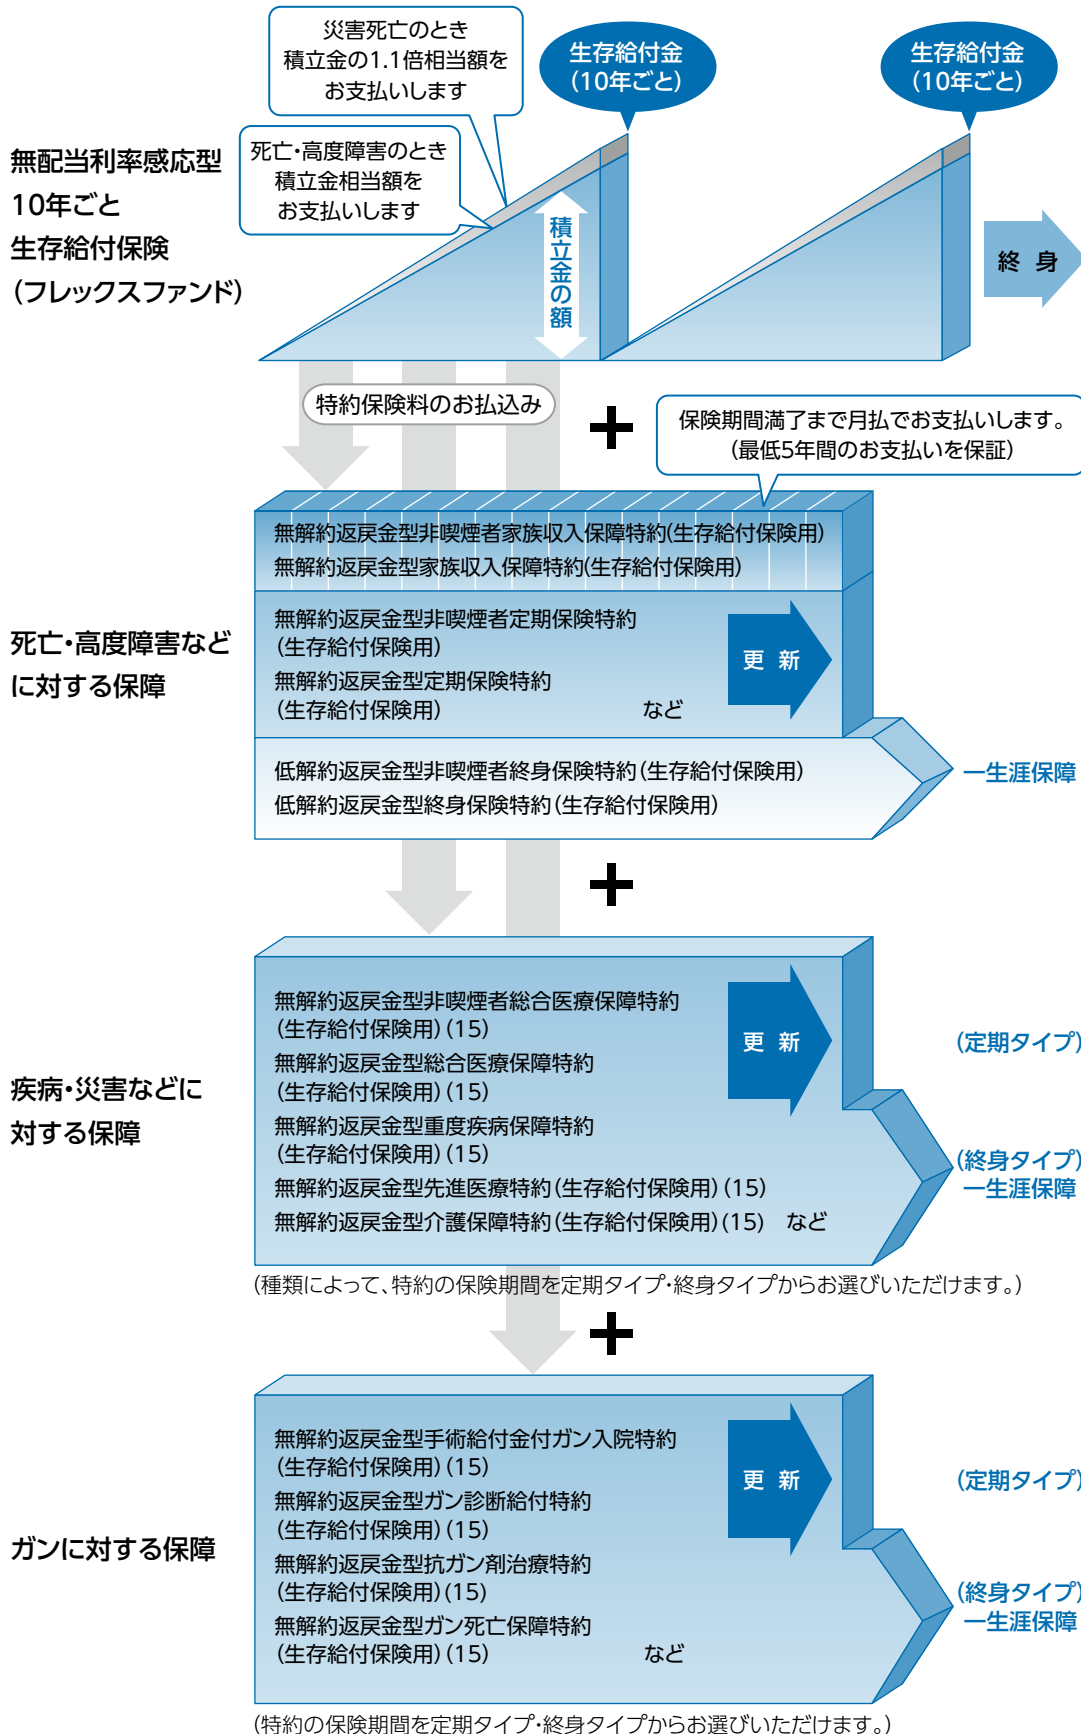 災害死亡のとき
積立金の1.1倍相当額を
お支払いします
生存給付金
(10年ごと)
生存給付金
(10年ごと)
死亡・高度障害のとき
積立金相当額を
お支払いします
無配当利率感応型
10年ごと
生存給付保険
(フレックスファンド)
積立金の額
終 身
特約保険料のお払込み
保険期間満了まで月払でお支払いします。
(最低5年間のお支払いを保証)
無解約返戻金型非喫煙者家族収入保障特約(生存給付保険用)
無解約返戻金型家族収入保障特約(生存給付保険用)
死亡・高度障害など
に対する保障
無解約返戻金型非喫煙者定期保険特約
(生存給付保険用)
無解約返戻金型定期保険特約
(生存給付保険用) など
更 新
低解約返戻金型非喫煙者終身保険特約(生存給付保険用)
低解約返戻金型終身保険特約(生存給付保険用)
一生涯保障
疾病・災害などに
対する保障
無解約返戻金型非喫煙者総合医療保障特約
(生存給付保険用)(15)
無解約返戻金型総合医療保障特約
(生存給付保険用)(15)
無解約返戻金型重度疾病保障特約
(生存給付保険用)(15)
無解約返戻金型先進医療特約(生存給付保険用)(15)
無解約返戻金型介護保障特約(生存給付保険用)(15) など
更 新
(定期タイプ)
(終身タイプ)
一生涯保障
(種類によって、特約の保険期間を定期タイプ・終身タイプからお選びいただけます。)
ガンに対する保障
無解約返戻金型手術給付金付ガン入院特約
(生存給付保険用)(15)
無解約返戻金型ガン診断給付特約
(生存給付保険用)(15)
無解約返戻金型抗ガン剤治療特約
(生存給付保険用)(15)
無解約返戻金型ガン死亡保障特約
(生存給付保険用)(15) など
更 新
(定期タイプ)
(終身タイプ)
一生涯保障
(特約の保険期間を定期タイプ・終身タイプからお選びいただけます。)